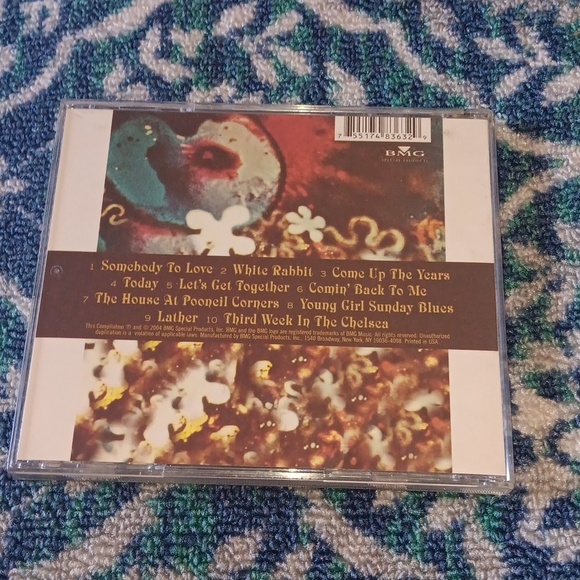 7 55174 83632 9
BMG
SPECIAL PRODUCTS
1 Somebody To Love 2 White Rabbit 3 Come Up The Years
4 Today 5 Let's Get Together 6 Comin' Back To Me
7 The House At Pooneil Corners 8 Young Girl Sunday Blues
9 Lather 10 Third Week In The Chelsea
This Compilation ℗ and © 2004 BMG Special Products, Inc. BMG and the BMG logo are registered trademarks of BMG Music. All rights reserved. Unauthorized
duplication is a violation of applicable laws. Manufactured by BMG Special Products, Inc., 1540 Broadway, New York, NY 10036-4098. Printed in USA